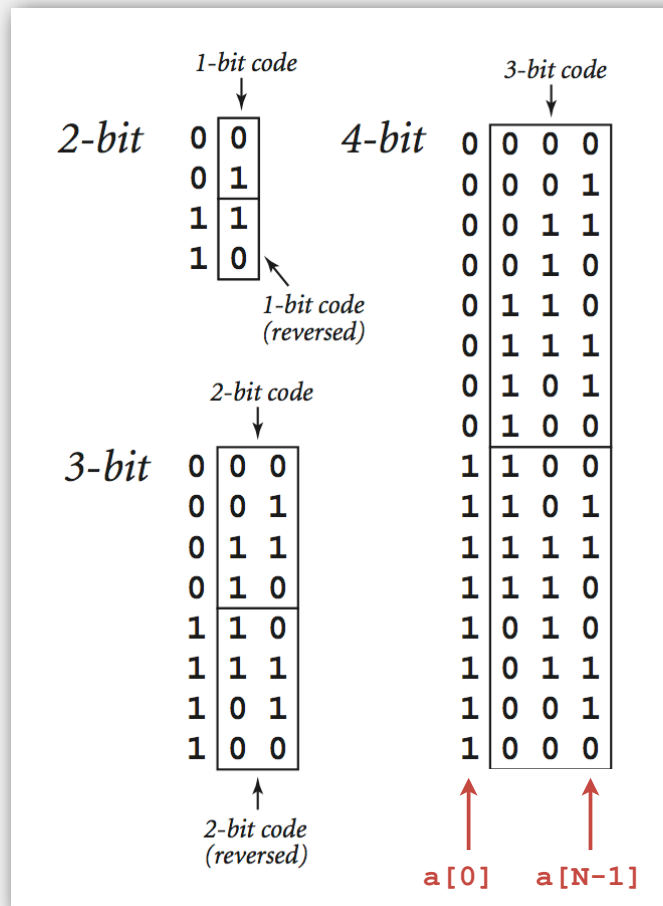 1-bit code
2-bit
0 0
0 1
1 1
1 0
1-bit code
(reversed)
2-bit code
3-bit
0 0 0
0 0 1
0 1 1
0 1 0
1 1 0
1 1 1
1 0 1
1 0 0
2-bit code
(reversed)
3-bit code
4-bit
0 0 0 0
0 0 0 1
0 0 1 1
0 0 1 0
0 1 1 0
0 1 1 1
0 1 0 1
0 1 0 0
1 1 0 0
1 1 0 1
1 1 1 1
1 1 1 0
1 0 1 0
1 0 1 1
1 0 0 1
1 0 0 0
a[0] a[N-1]